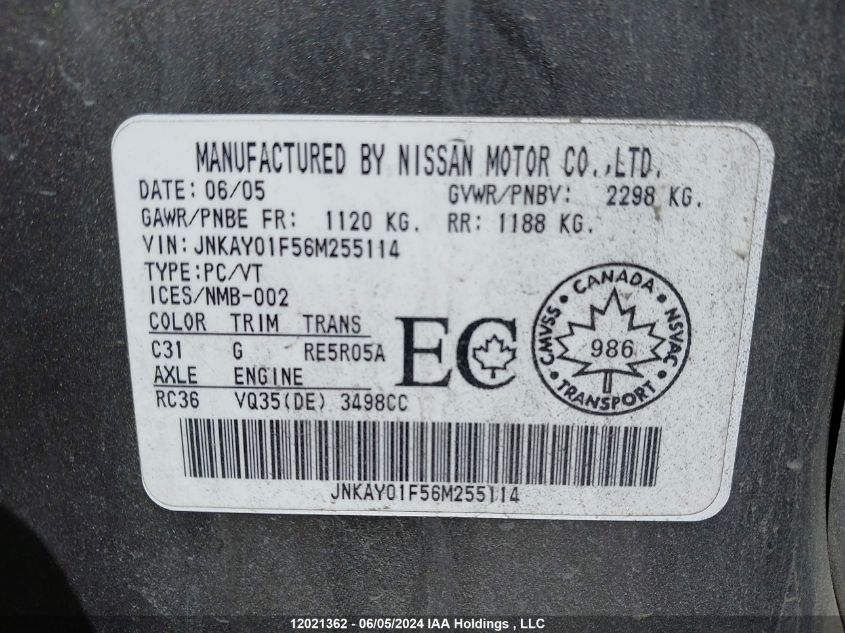 MANUFACTURED BY NISSAN MOTOR CO.,LTD.
DATE: 06/05 GVWR/PNBV: 2298 KG.
GAWR/PNBE FR: 1120 KG. RR: 1188 KG.
VIN: JNKAY01F56M255114
TYPE:PC/VT
ICES/NMB-002
COLOR TRIM TRANS
C31 G RE5R05A
AXLE ENGINE
RC36 VQ35(DE) 3498CC
EC
CANADA
CMVSS
986
NSVAC
TRANSPORT
JNKAY01F56M255114
12021362 - 06/05/2024 IAA Holdings , LLC